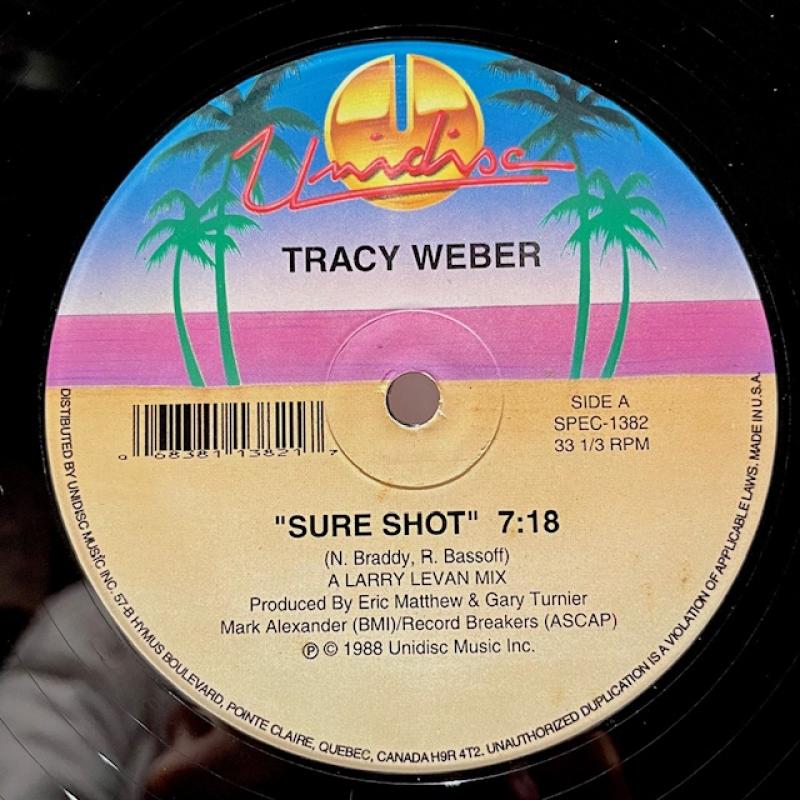 Unidisc
TRACY WEBER
SIDE A
SPEC-1382
33 1/3 RPM
0 68381 13821 7
"SURE SHOT" 7:18
(N. Braddy, R. Bassoff)
A LARRY LEVAN MIX
Produced By Eric Matthew & Gary Turnier
Mark Alexander (BMI)/Record Breakers (ASCAP)
℗ © 1988 Unidisc Music Inc.
DISTRIBUTED BY UNIDISC MUSIC INC. 57-B HYMUS BOULEVARD, POINTE CLAIRE, QUEBEC, CANADA H9R 4T2. UNAUTHORIZED DUPLICATION IS A VIOLATION OF APPLICABLE LAWS. MADE IN U.S.A.